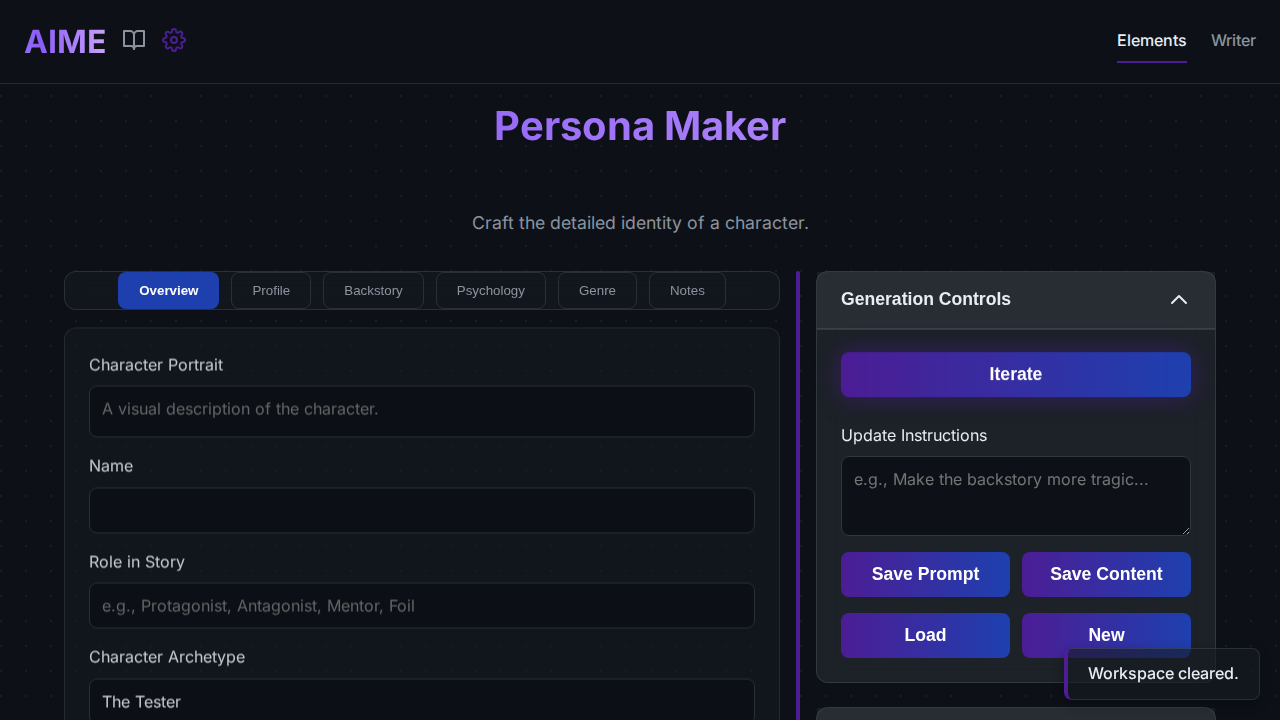 AIME
Elements
Writer
Persona Maker
Craft the detailed identity of a character.
Overview
Profile
Backstory
Psychology
Genre
Notes
Generation Controls
Character Portrait
A visual description of the character.
Name
Role in Story
e.g., Protagonist, Antagonist, Mentor, Foil
Character Archetype
The Tester
Iterate
Update Instructions
e.g., Make the backstory more tragic...
Save Prompt
Save Content
Load
New
Workspace cleared.